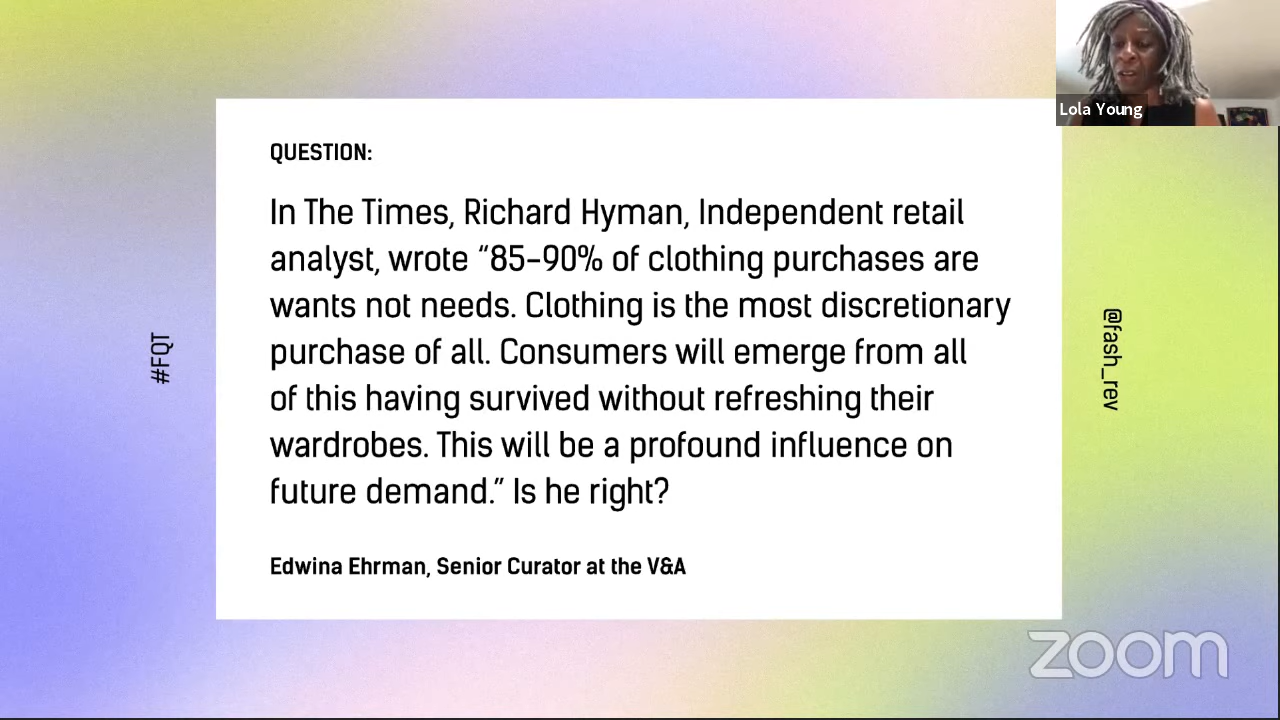 Lola Young
QUESTION:
In The Times, Richard Hyman, Independent retail
analyst, wrote “85–90% of clothing purchases are
wants not needs. Clothing is the most discretionary
purchase of all. Consumers will emerge from all
of this having survived without refreshing their
wardrobes. This will be a profound influence on
future demand.” Is he right?
Edwina Ehrman, Senior Curator at the V&A
#FQT
@fash_rev
zoom